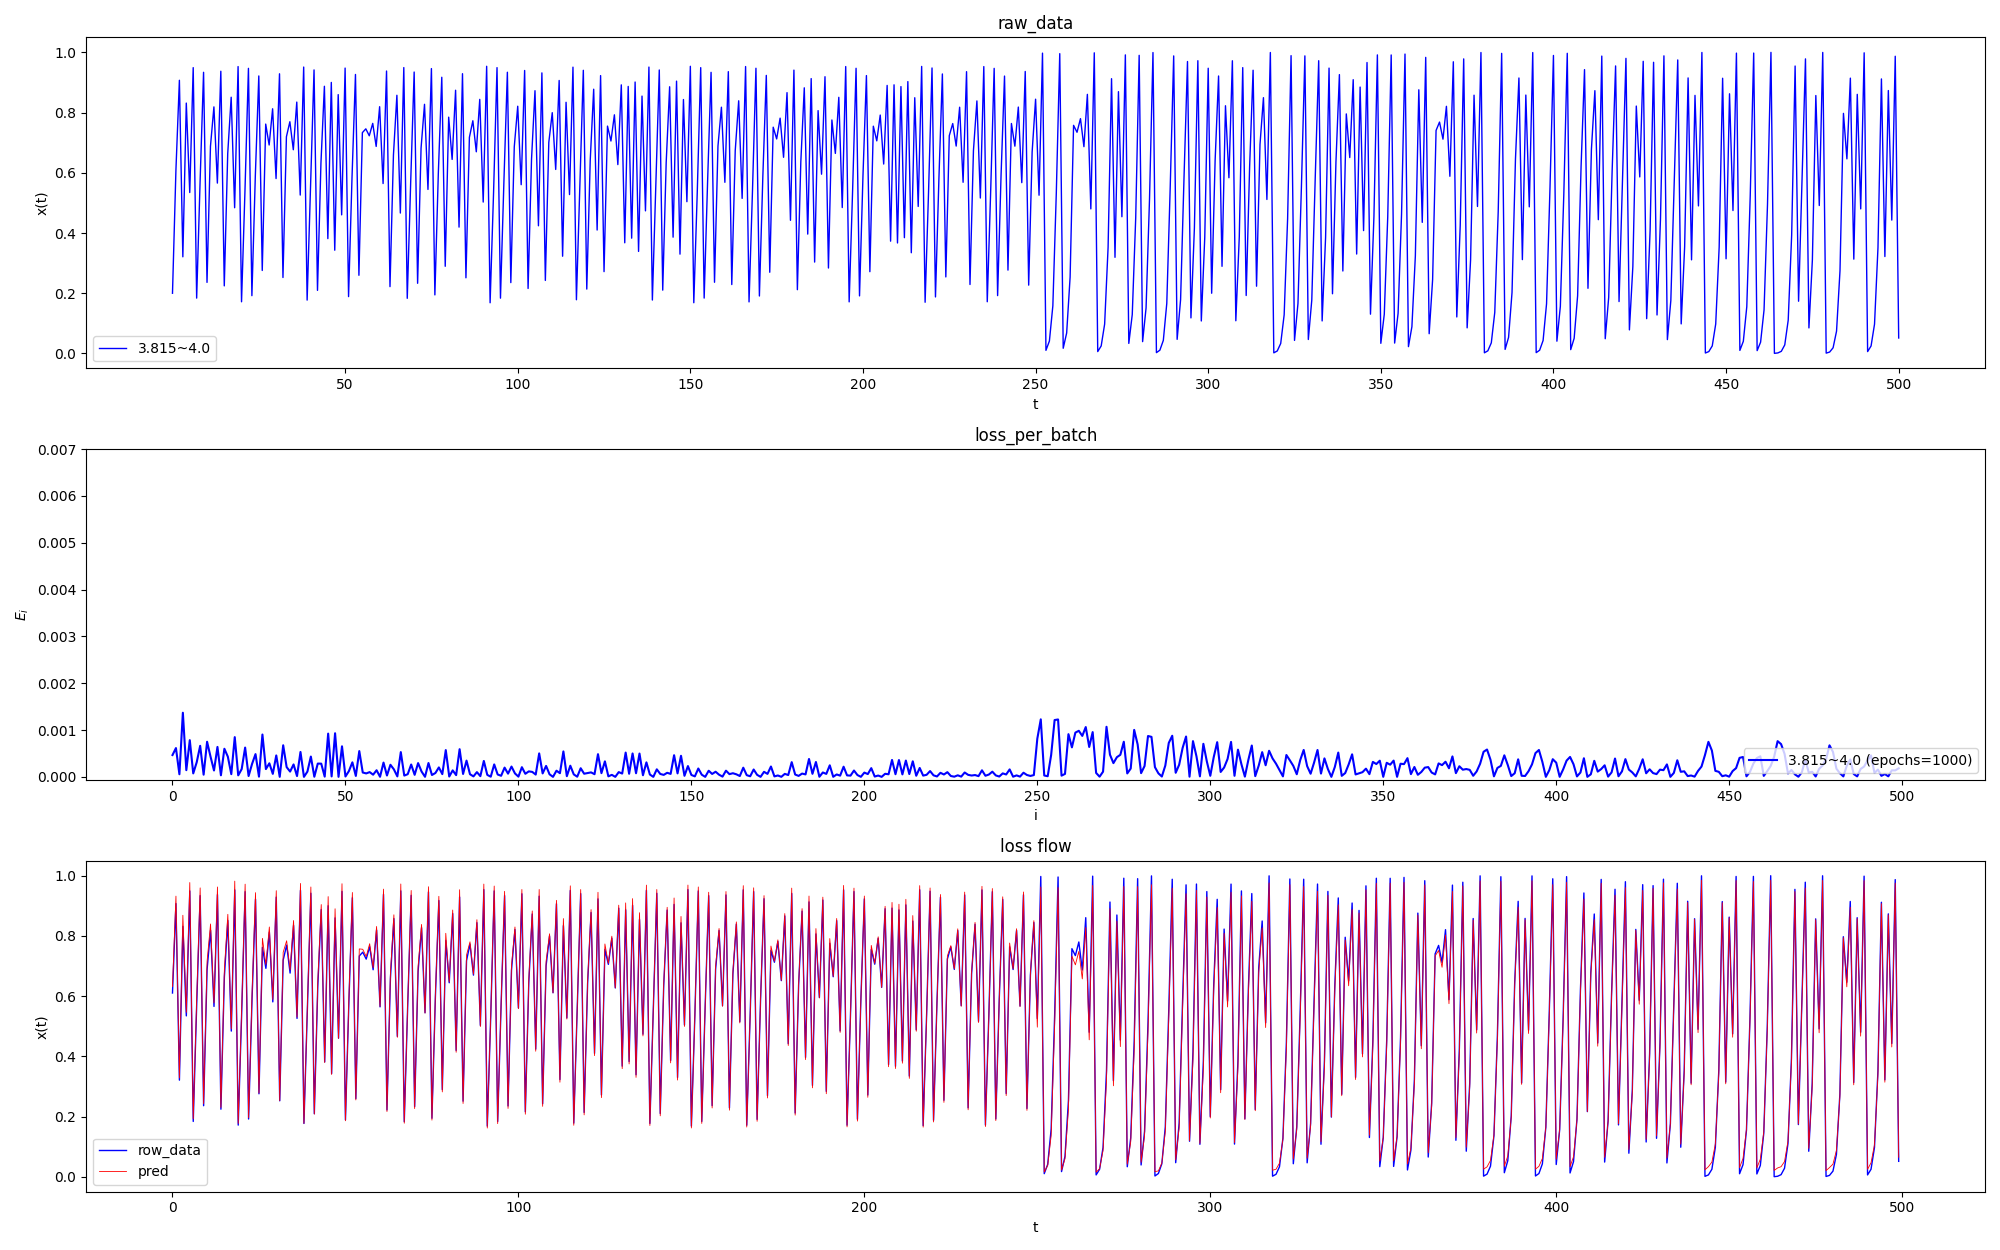 raw_data
1.0
0.8
0.6
0.4
0.2
0.0
x(t)
3.815~4.0
50 100 150 200 250 300 350 400 450 500
t
loss_per_batch
0.007
0.006
0.005
0.004
0.003
0.002
0.001
0.000
E_i
3.815~4.0 (epochs=1000)
0 50 100 150 200 250 300 350 400 450 500
i
loss flow
1.0
0.8
0.6
0.4
0.2
0.0
x(t)
row_data
pred
0 100 200 300 400 500
t